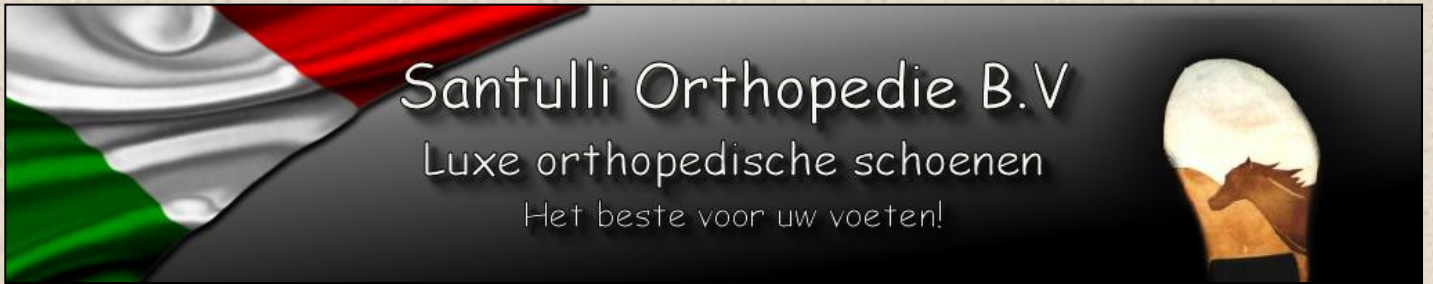 Santulli Orthopedie B.V
Luxe orthopedische schoenen
Het beste voor uw voeten!